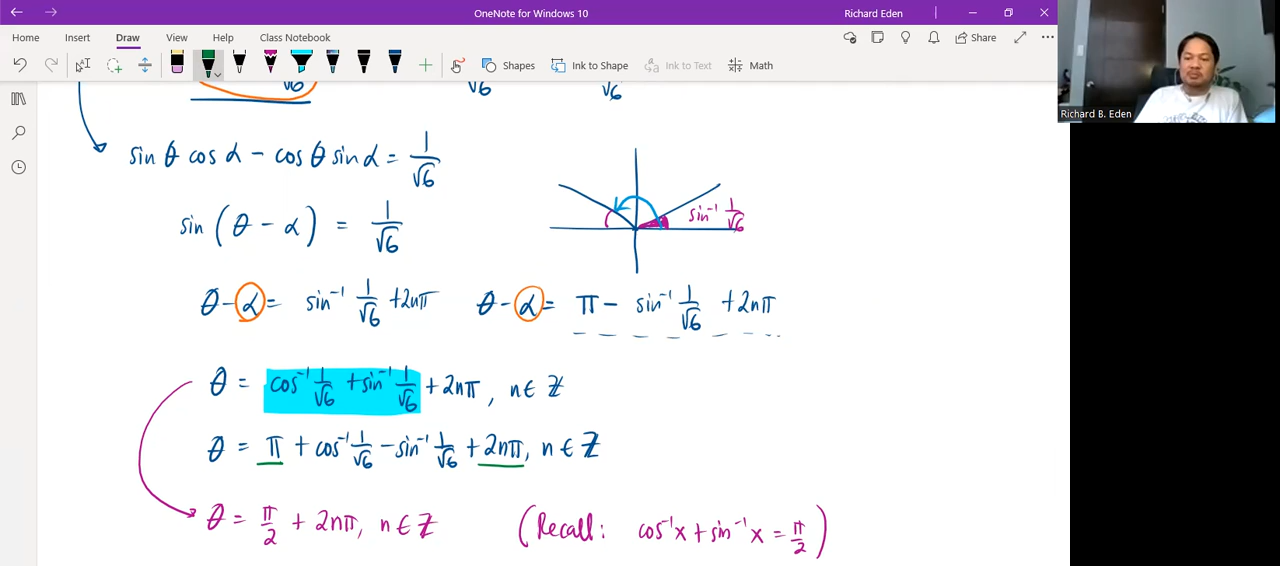 OneNote for Windows 10
Richard Eden
Home Insert Draw View Help Class Notebook
Share
Shapes Ink to Shape Ink to Text Math
Richard B. Eden
√6 √6 √6
sin θ cos α − cos θ sin α = 1/√6
sin (θ − α) = 1/√6
sin⁻¹ 1/√6
θ − α = sin⁻¹ 1/√6 + 2nπ θ − α = π − sin⁻¹ 1/√6 + 2nπ
θ = cos⁻¹ 1/√6 + sin⁻¹ 1/√6 + 2nπ, n ∈ ℤ
θ = π + cos⁻¹ 1/√6 − sin⁻¹ 1/√6 + 2nπ, n ∈ ℤ
θ = π/2 + 2nπ, n ∈ ℤ (Recall: cos⁻¹x + sin⁻¹x = π/2)